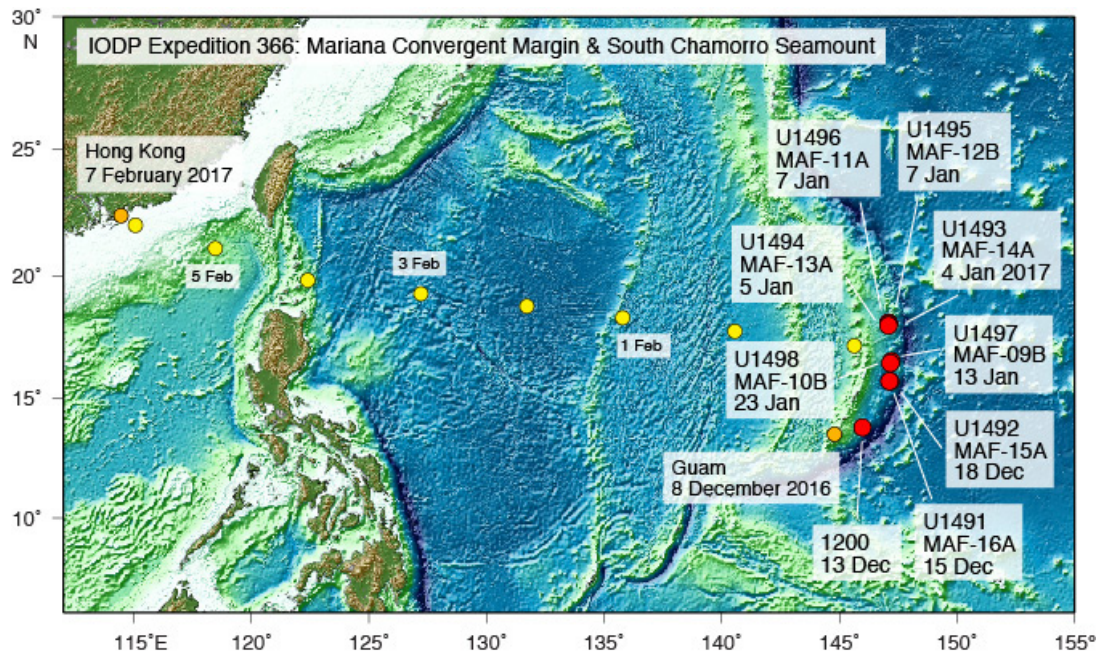 30°
N
IODP Expedition 366: Mariana Convergent Margin & South Chamorro Seamount
U1496
MAF-11A
7 Jan
U1495
MAF-12B
7 Jan
25°
Hong Kong
7 February 2017
U1493
MAF-14A
4 Jan 2017
U1494
MAF-13A
5 Jan
20°
5 Feb
3 Feb
1 Feb
U1497
MAF-09B
13 Jan
U1498
MAF-10B
23 Jan
15°
U1492
MAF-15A
18 Dec
Guam
8 December 2016
10°
1200
13 Dec
U1491
MAF-16A
15 Dec
115°E
120°
125°
130°
135°
140°
145°
150°
155°